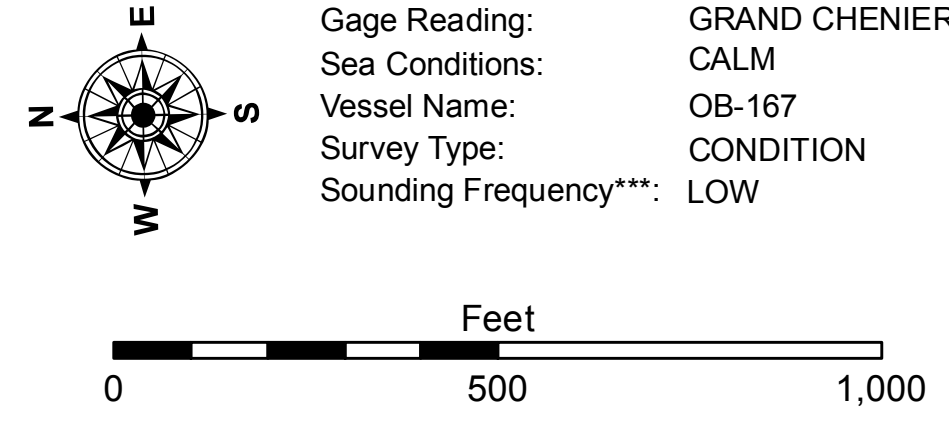 E
N
S
W
Gage Reading: GRAND CHENIER
Sea Conditions: CALM
Vessel Name: OB-167
Survey Type: CONDITION
Sounding Frequency***: LOW
Feet
0 500 1,000